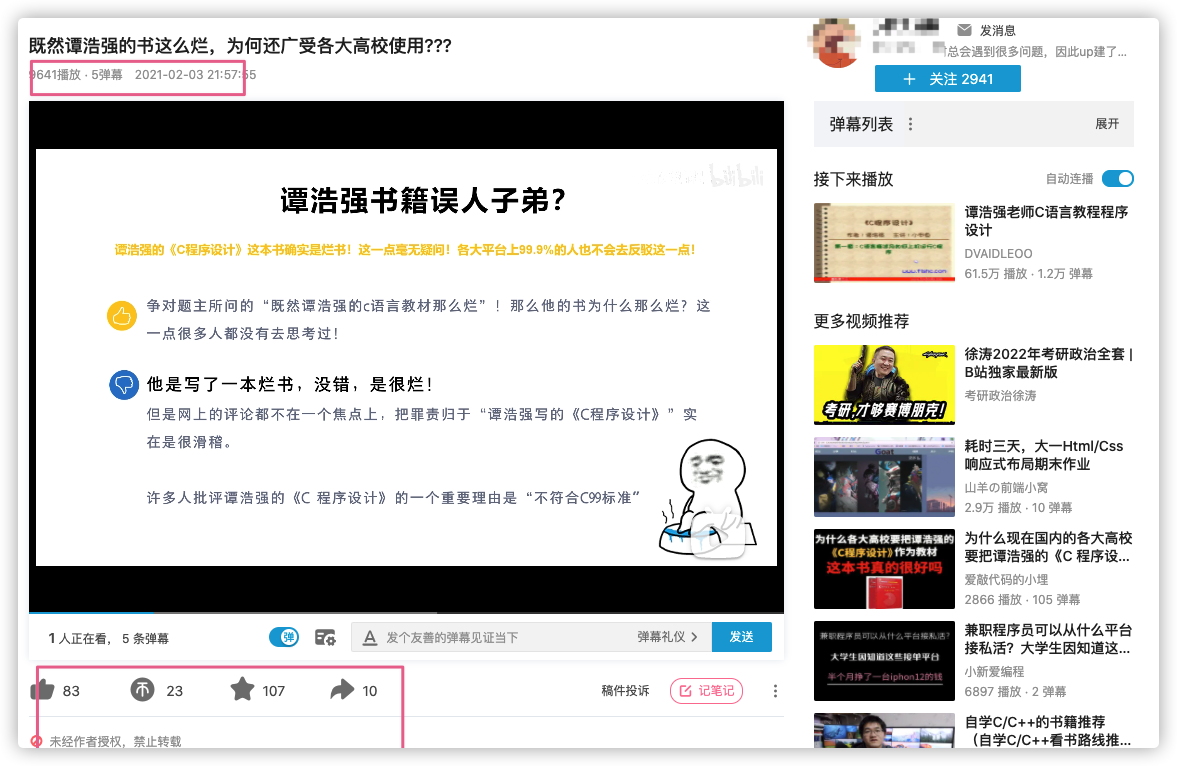 既然谭浩强的书这么烂，为何还广受各大高校使用???
9641播放 · 5弹幕 2021-02-03 21:57:55
谭浩强书籍误人子弟?
谭浩强的《C程序设计》这本书确实是烂书！这一点毫无疑问！各大平台上99.9%的人也不会去反驳这一点！
争对题主所问的“既然谭浩强的c语言教材那么烂”！那么他的书为什么那么烂？这
一点很多人都没有去思考过！
他是写了一本烂书，没错，是很烂！
但是网上的评论都不在一个焦点上，把罪责归于“谭浩强写的《C程序设计》”实
在是很滑稽。
许多人批评谭浩强的《C 程序设计》的一个重要理由是“不符合C99标准”
bilibili
1 人正在看， 5 条弹幕
弹
A 发个友善的弹幕见证当下
弹幕礼仪 >
发送
83 23 107 10
稿件投诉
记笔记
未经作者授权，禁止转载
发消息
总会遇到很多问题，因此up建了...
+ 关注 2941
弹幕列表
展开
接下来播放
自动连播
《C程序设计》
www.
谭浩强老师C语言教程程序
设计
DVAIDLEOO
61.5万 播放 · 1.2万 弹幕
更多视频推荐
考研,才够赛博朋克!
徐涛2022年考研政治全套 |
B站独家最新版
考研政治徐涛
Goat
耗时三天，大一Html/Css
响应式布局期末作业
山羊の前端小窝
2.9万 播放 · 10 弹幕
为什么各大高校要把谭浩强的
《C程序设计》作为教材
这本书真的很好吗
为什么现在国内的各大高校
要把谭浩强的《C 程序设...
爱敲代码的小埋
2866 播放 · 105 弹幕
兼职程序员可以从什么平台接私活？
大学生因知道这些接单平台
半个月挣了一台iphon12的钱
兼职程序员可以从什么平台
接私活？大学生因知道这...
小新爱编程
6897 播放 · 2 弹幕
自学C/C++的书籍推荐
（自学C/C++看书路线推...